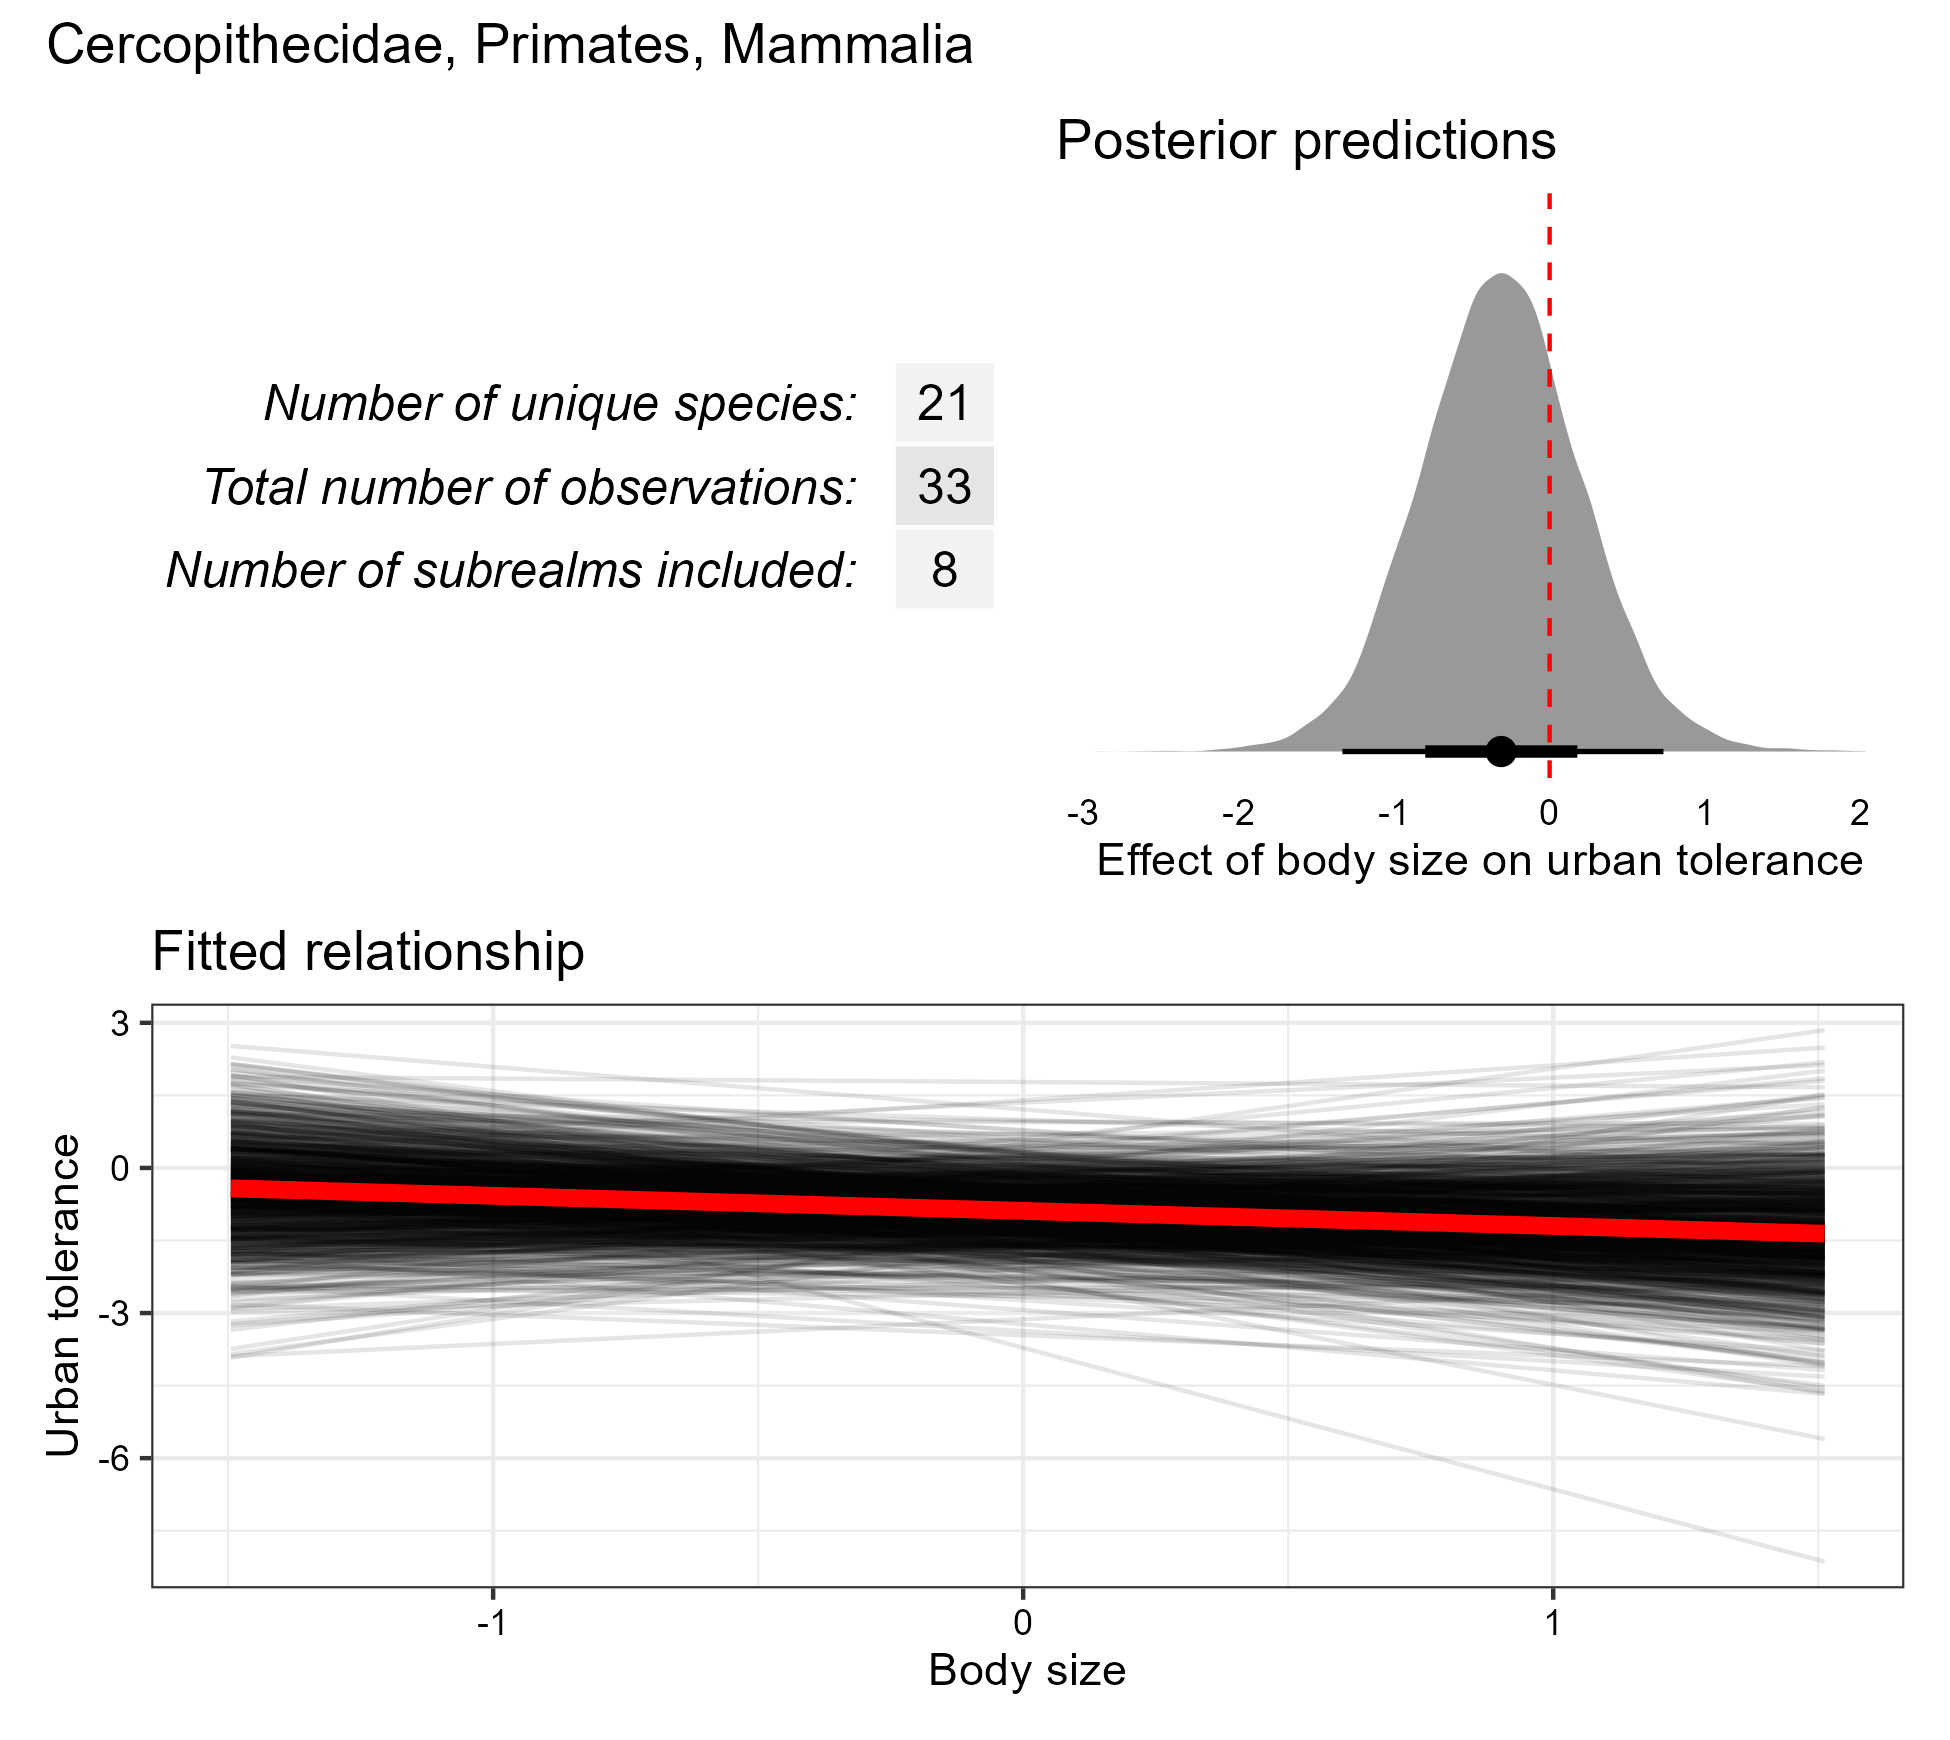 Cercopithecidae, Primates, Mammalia
Number of unique species: 21
Total number of observations: 33
Number of subrealms included: 8
Posterior predictions
-3 -2 -1 0 1 2
Effect of body size on urban tolerance
Fitted relationship
Urban tolerance
3
0
-3
-6
-1 0 1
Body size